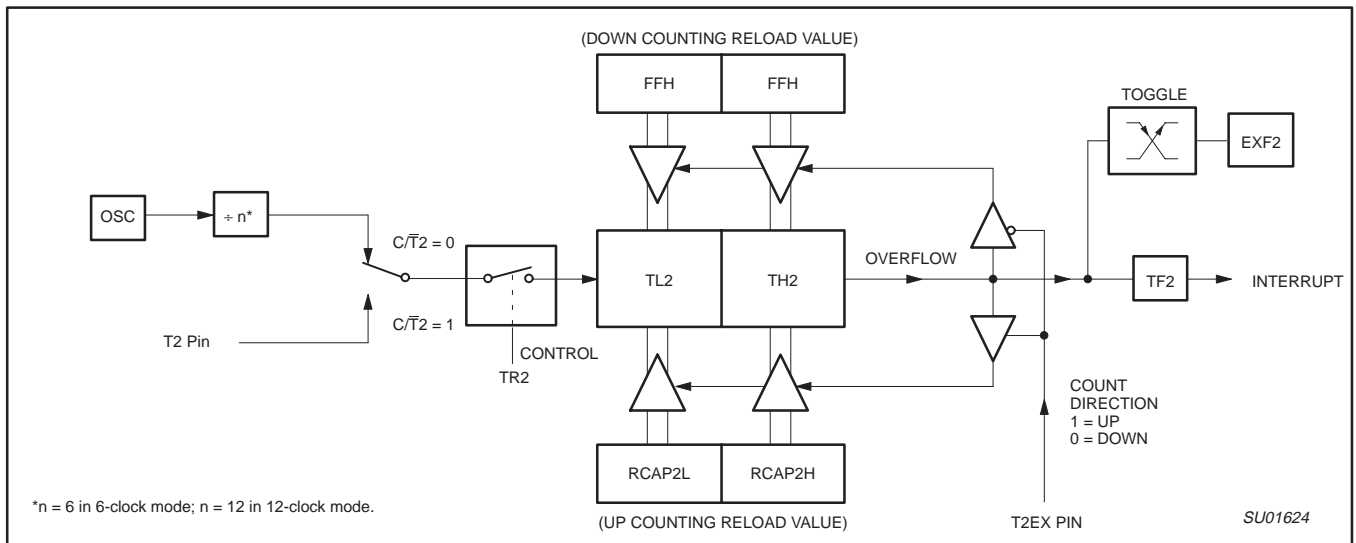 (DOWN COUNTING RELOAD VALUE)
FFH FFH
TOGGLE
EXF2
OSC
÷ n*
C/T̅2 = 0
TL2 TH2
OVERFLOW
TF2
INTERRUPT
C/T̅2 = 1
T2 Pin
CONTROL
TR2
COUNT
DIRECTION
1 = UP
0 = DOWN
RCAP2L RCAP2H
*n = 6 in 6-clock mode; n = 12 in 12-clock mode.
(UP COUNTING RELOAD VALUE)
T2EX PIN
SU01624